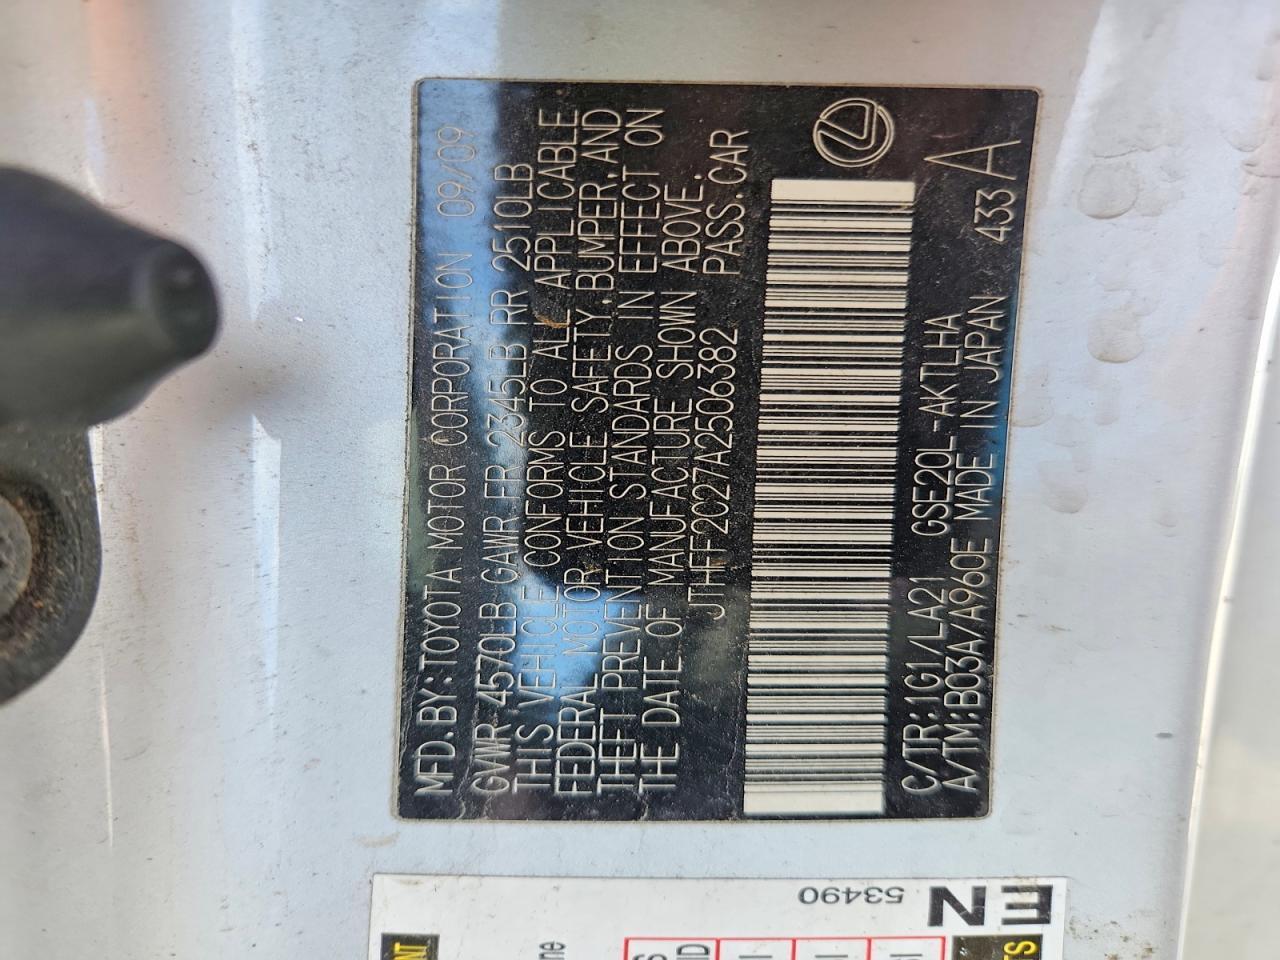 MFD.BY:TOYOTA MOTOR CORPORATION 09/09
GVWR 4570LB GAWR FR 2345LB RR 2510LB
THIS VEHICLE CONFORMS TO ALL APPLICABLE
FEDERAL MOTOR VEHICLE SAFETY,BUMPER,AND
THEFT PREVENTION STANDARDS IN EFFECT ON
THE DATE OF MANUFACTURE SHOWN ABOVE.
JTHFF2C27A2506382 PASS.CAR
C/TR:1G1/LA21 GSE20L-AKTLHA
A/TM:B03A/A960E MADE IN JAPAN 433 A
53490
EN